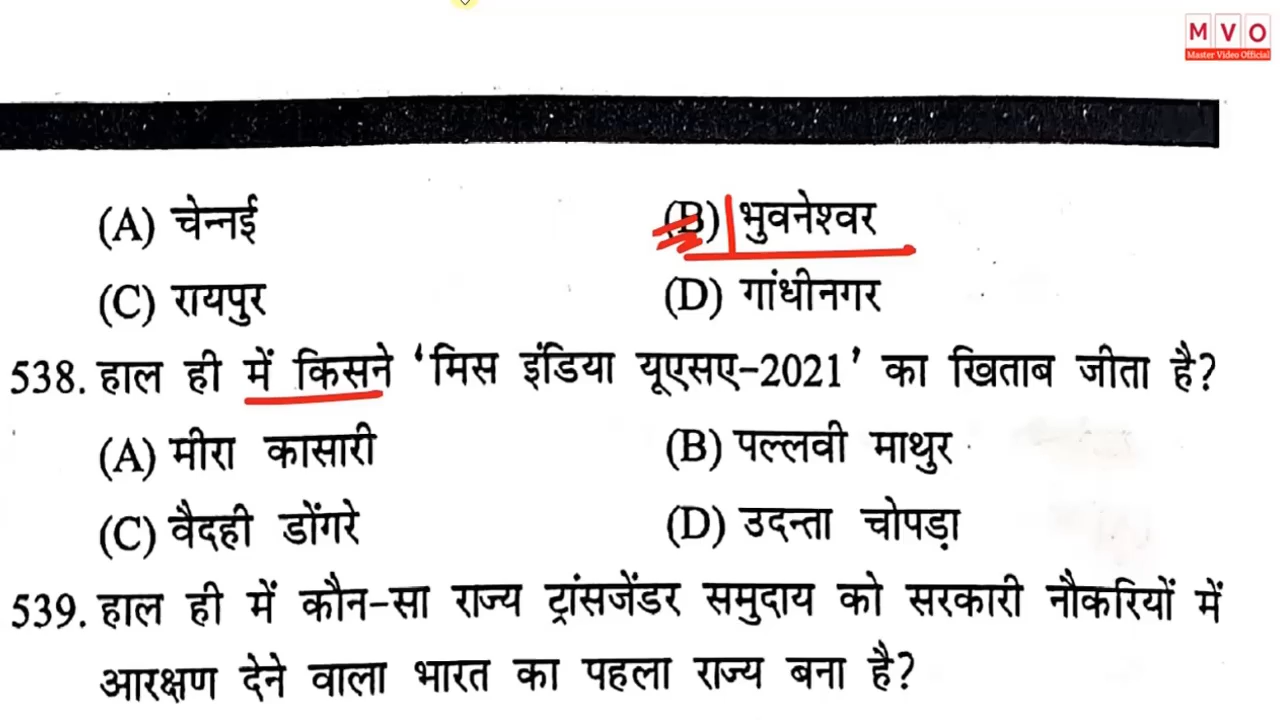 M V O
Master Video Official
(A) चेन्नई (B) भुवनेश्वर
(C) रायपुर (D) गांधीनगर
538. हाल ही में किसने 'मिस इंडिया यूएसए-2021' का खिताब जीता है?
(A) मीरा कासारी (B) पल्लवी माथुर
(C) वैदही डोंगरे (D) उदन्ता चोपड़ा
539. हाल ही में कौन-सा राज्य ट्रांसजेंडर समुदाय को सरकारी नौकरियों में
आरक्षण देने वाला भारत का पहला राज्य बना है?